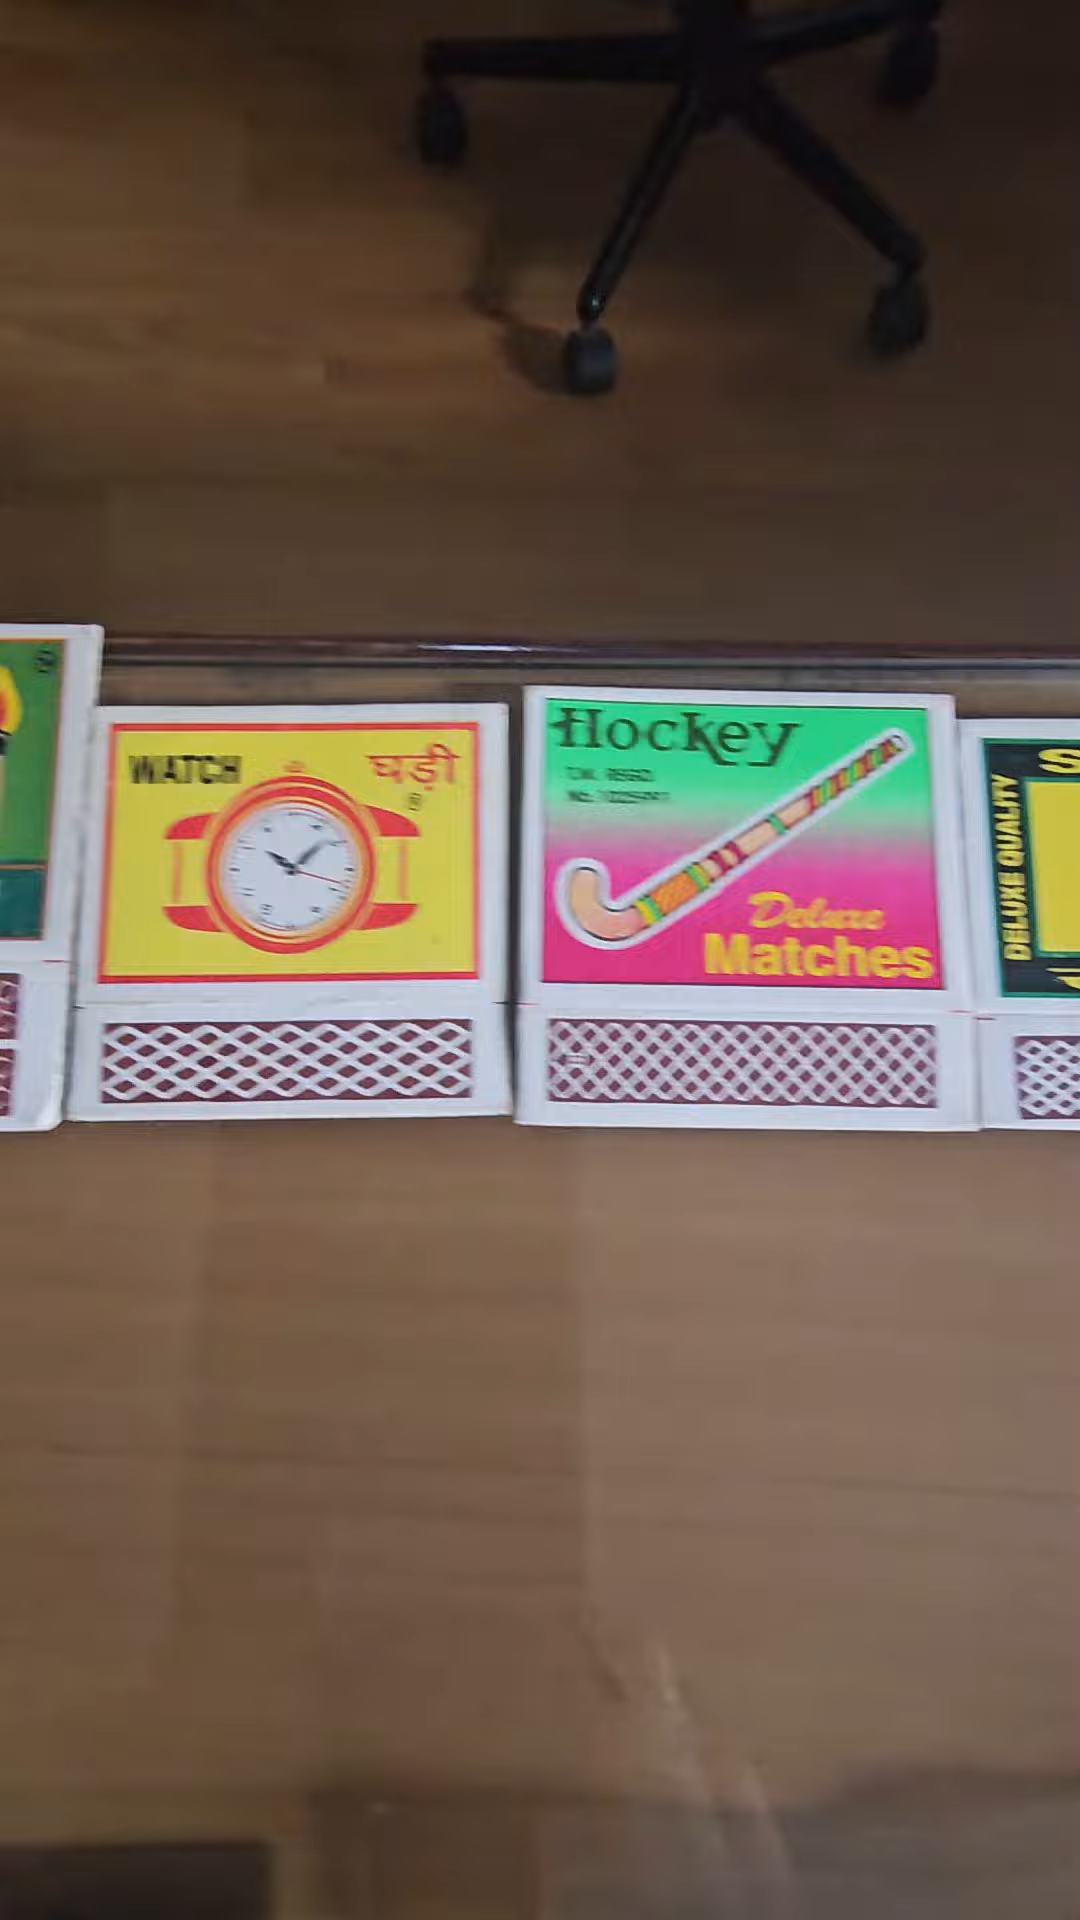 WATCH
घड़ी
Hockey
Deluxe
Matches
DELUXE QUALITY